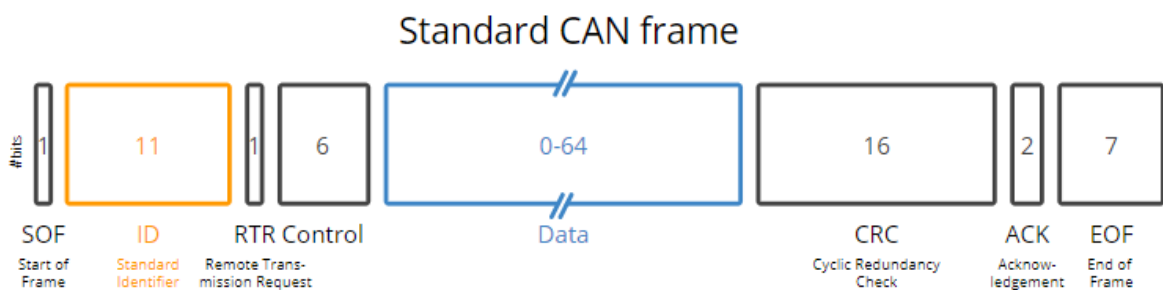 Standard CAN frame
#bits
1 11 1 6 0-64 16 2 7
SOF ID RTR Control Data CRC ACK EOF
Start of Frame
Standard Identifier
Remote Trans-
mission Request
Cyclic Redundancy
Check
Acknow-
ledgement
End of
Frame